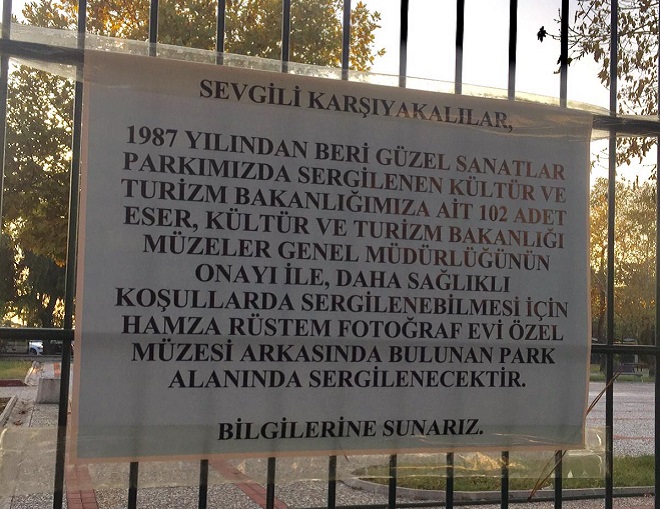 SEVGİLİ KARŞIYAKALILAR,
1987 YILINDAN BERİ GÜZEL SANATLAR
PARKIMIZDA SERGİLENEN KÜLTÜR VE
TURİZM BAKANLIĞIMIZA AİT 102 ADET
ESER, KÜLTÜR VE TURİZM BAKANLIĞI
MÜZELER GENEL MÜDÜRLÜĞÜNÜN
ONAYI İLE, DAHA SAĞLIKLI
KOŞULLARDA SERGİLENEBİLMESİ İÇİN
HAMZA RÜSTEM FOTOĞRAF EVİ ÖZEL
MÜZESİ ARKASINDA BULUNAN PARK
ALANINDA SERGİLENECEKTİR.
BİLGİLERİNE SUNARIZ.